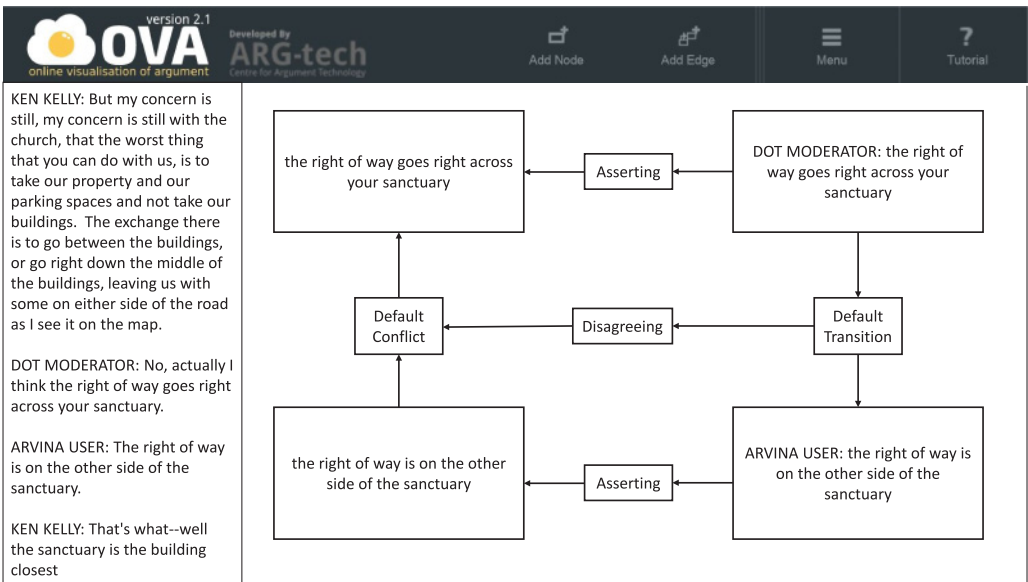 version 2.1
OVA
online visualisation of argument
Developed By
ARG-tech
Centre for Argument Technology
Add Node
Add Edge
Menu
?
Tutorial
KEN KELLY: But my concern is
still, my concern is still with the
church, that the worst thing
that you can do with us, is to
take our property and our
parking spaces and not take our
buildings. The exchange there
is to go between the buildings,
or go right down the middle of
the buildings, leaving us with
some on either side of the road
as I see it on the map.
DOT MODERATOR: No, actually I
think the right of way goes right
across your sanctuary.
ARVINA USER: The right of way
is on the other side of the
sanctuary.
KEN KELLY: That's what--well
the sanctuary is the building
closest
the right of way goes right across
your sanctuary
Asserting
DOT MODERATOR: the right of
way goes right across your
sanctuary
Default
Conflict
Disagreeing
Default
Transition
the right of way is on the other
side of the sanctuary
Asserting
ARVINA USER: the right of way is
on the other side of the
sanctuary